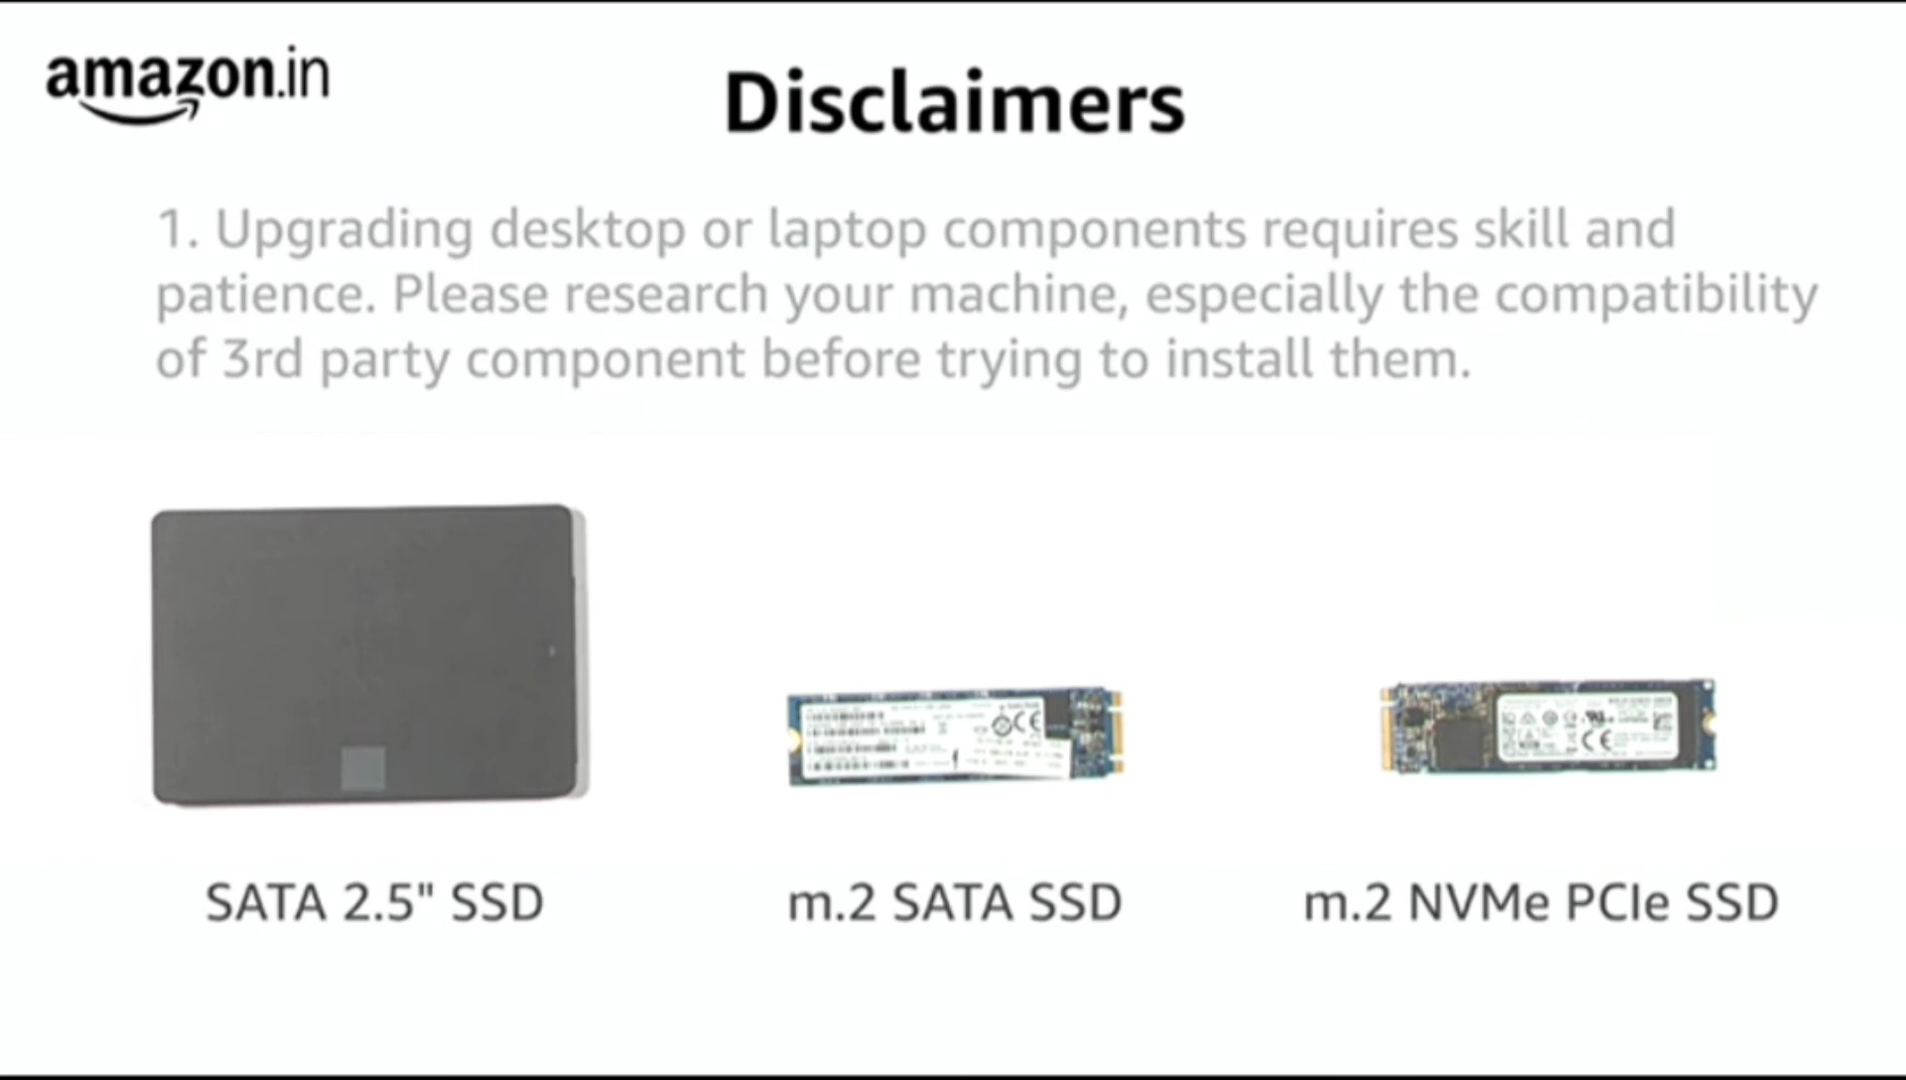 amazon.in
Disclaimers
1. Upgrading desktop or laptop components requires skill and
patience. Please research your machine, especially the compatibility
of 3rd party component before trying to install them.
SATA 2.5" SSD
m.2 SATA SSD
m.2 NVMe PCIe SSD